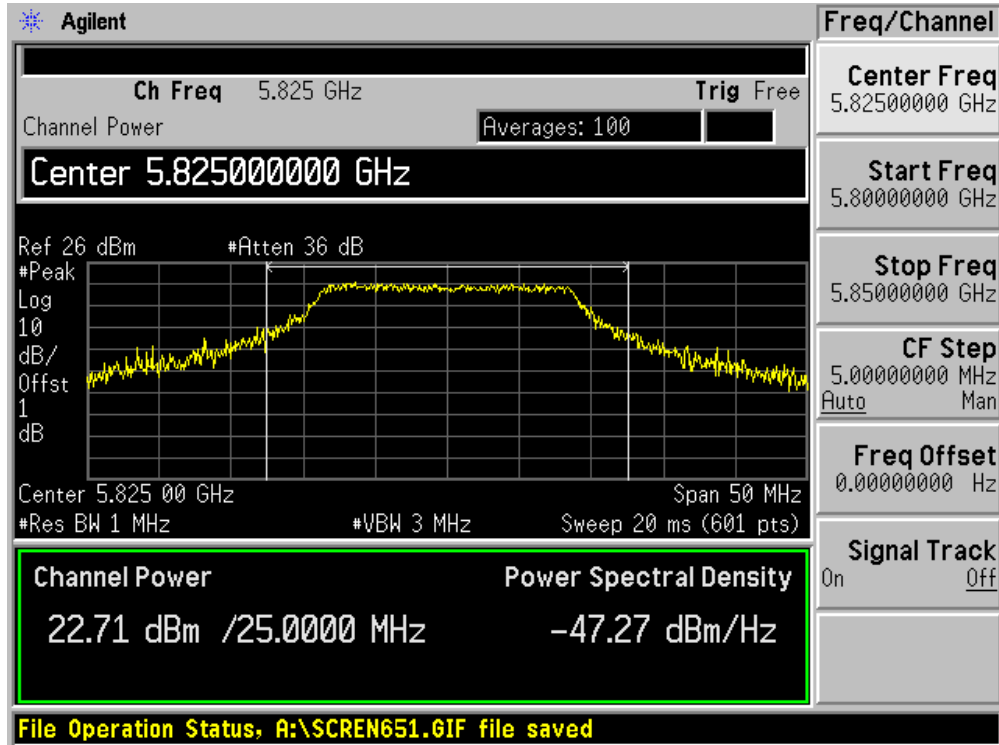 Agilent
Freq/Channel
Ch Freq 5.825 GHz Trig Free
Channel Power Averages: 100
Center 5.825000000 GHz
Ref 26 dBm #Atten 36 dB
#Peak
Log
10
dB/
Offst
1
dB
Center 5.825 00 GHz Span 50 MHz
#Res BW 1 MHz #VBW 3 MHz Sweep 20 ms (601 pts)
Channel Power Power Spectral Density
22.71 dBm /25.0000 MHz -47.27 dBm/Hz
File Operation Status, A:\SCREN651.GIF file saved
Center Freq
5.82500000 GHz
Start Freq
5.80000000 GHz
Stop Freq
5.85000000 GHz
CF Step
5.00000000 MHz
Auto Man
Freq Offset
0.00000000 Hz
Signal Track
On Off